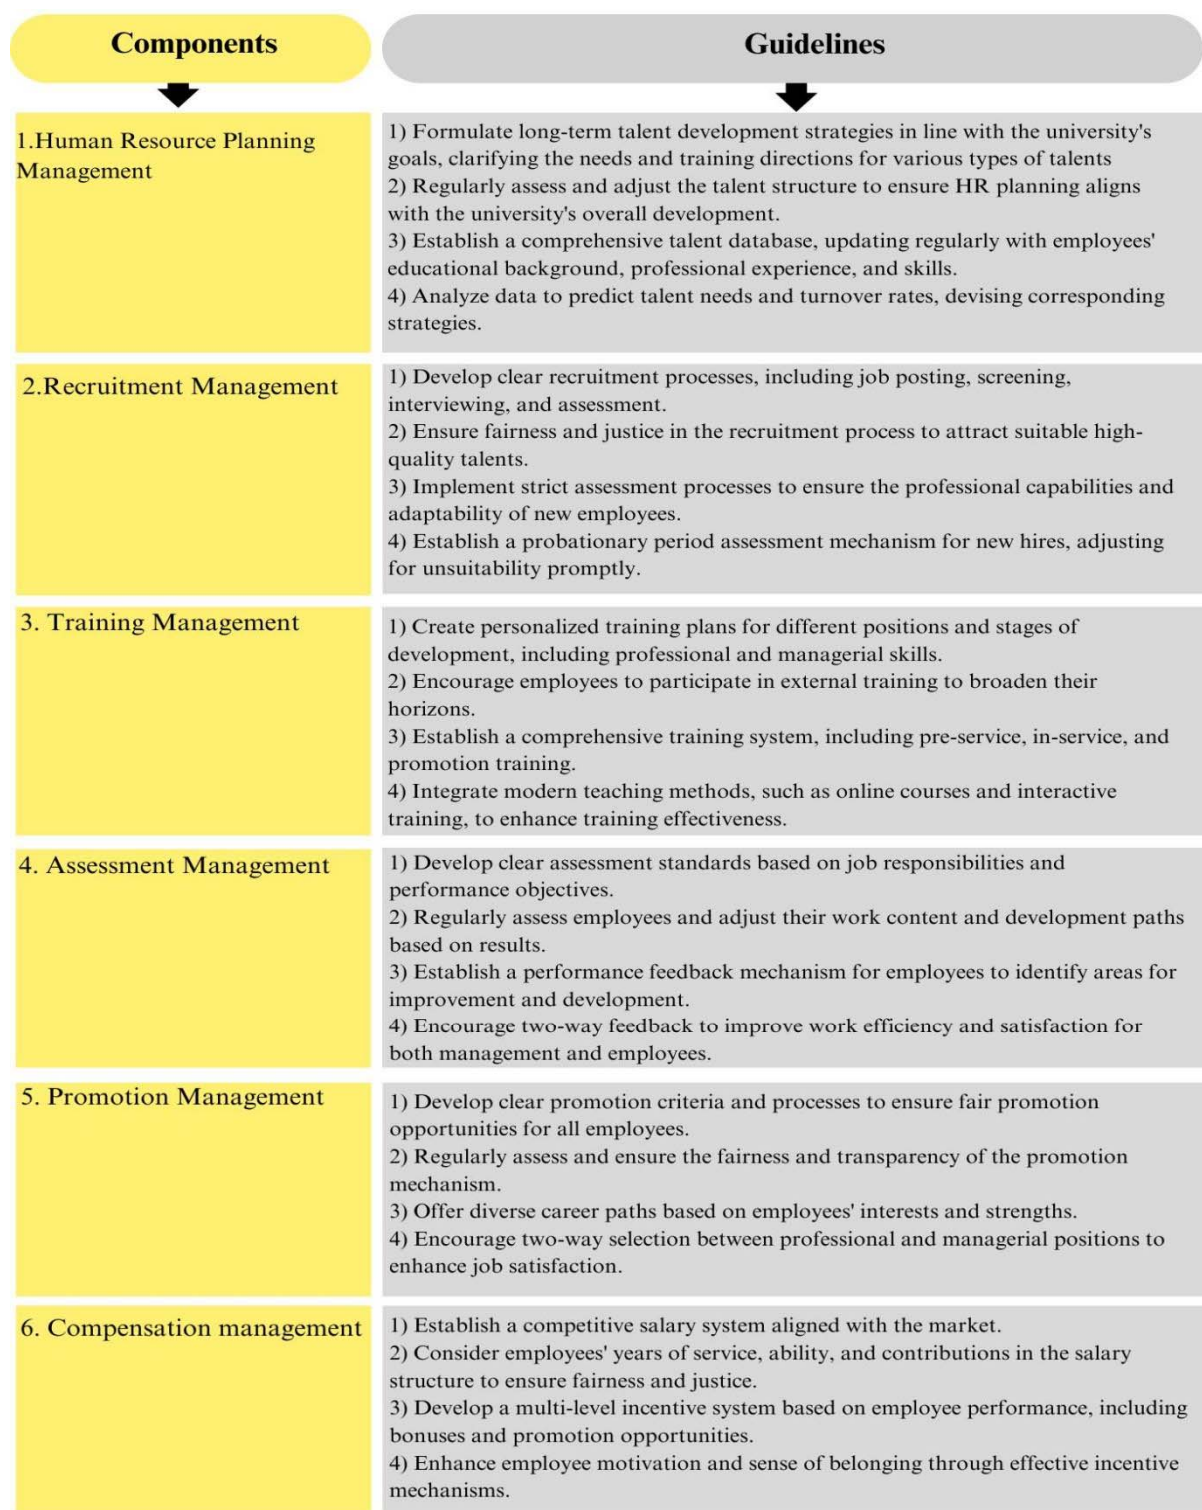 Components
Guidelines
1.Human Resource Planning
Management
1) Formulate long-term talent development strategies in line with the university's
goals, clarifying the needs and training directions for various types of talents
2) Regularly assess and adjust the talent structure to ensure HR planning aligns
with the university's overall development.
3) Establish a comprehensive talent database, updating regularly with employees'
educational background, professional experience, and skills.
4) Analyze data to predict talent needs and turnover rates, devising corresponding
strategies.
2.Recruitment Management
1) Develop clear recruitment processes, including job posting, screening,
interviewing, and assessment.
2) Ensure fairness and justice in the recruitment process to attract suitable high-
quality talents.
3) Implement strict assessment processes to ensure the professional capabilities and
adaptability of new employees.
4) Establish a probationary period assessment mechanism for new hires, adjusting
for unsuitability promptly.
3. Training Management
1) Create personalized training plans for different positions and stages of
development, including professional and managerial skills.
2) Encourage employees to participate in external training to broaden their
horizons.
3) Establish a comprehensive training system, including pre-service, in-service, and
promotion training.
4) Integrate modern teaching methods, such as online courses and interactive
training, to enhance training effectiveness.
4. Assessment Management
1) Develop clear assessment standards based on job responsibilities and
performance objectives.
2) Regularly assess employees and adjust their work content and development paths
based on results.
3) Establish a performance feedback mechanism for employees to identify areas for
improvement and development.
4) Encourage two-way feedback to improve work efficiency and satisfaction for
both management and employees.
5. Promotion Management
1) Develop clear promotion criteria and processes to ensure fair promotion
opportunities for all employees.
2) Regularly assess and ensure the fairness and transparency of the promotion
mechanism.
3) Offer diverse career paths based on employees' interests and strengths.
4) Encourage two-way selection between professional and managerial positions to
enhance job satisfaction.
6. Compensation management
1) Establish a competitive salary system aligned with the market.
2) Consider employees' years of service, ability, and contributions in the salary
structure to ensure fairness and justice.
3) Develop a multi-level incentive system based on employee performance, including
bonuses and promotion opportunities.
4) Enhance employee motivation and sense of belonging through effective incentive
mechanisms.